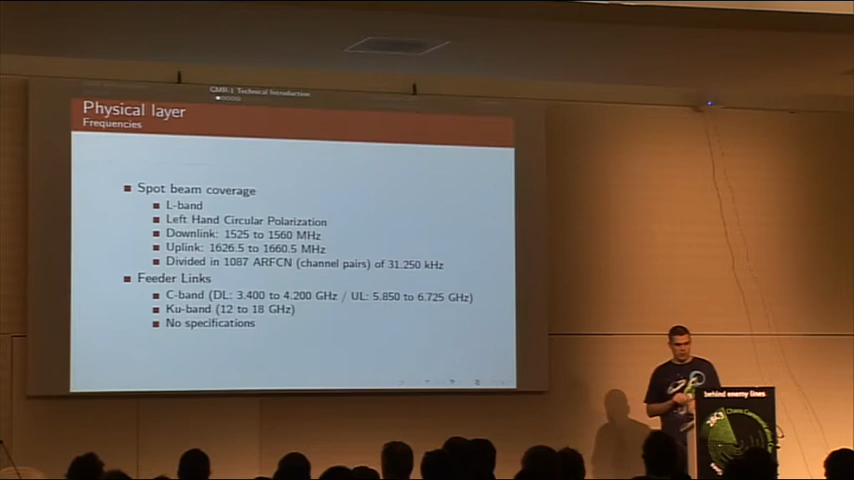 GMR-1 Technical Introduction
Physical layer
Frequencies
Spot beam coverage
L-band
Left Hand Circular Polarization
Downlink: 1525 to 1560 MHz
Uplink: 1626.5 to 1660.5 MHz
Divided in 1087 ARFCN (channel pairs) of 31.250 kHz
Feeder Links
C-band (DL: 3.400 to 4.200 GHz / UL: 5.850 to 6.725 GHz)
Ku-band (12 to 18 GHz)
No specifications
behind enemy lines
28C3